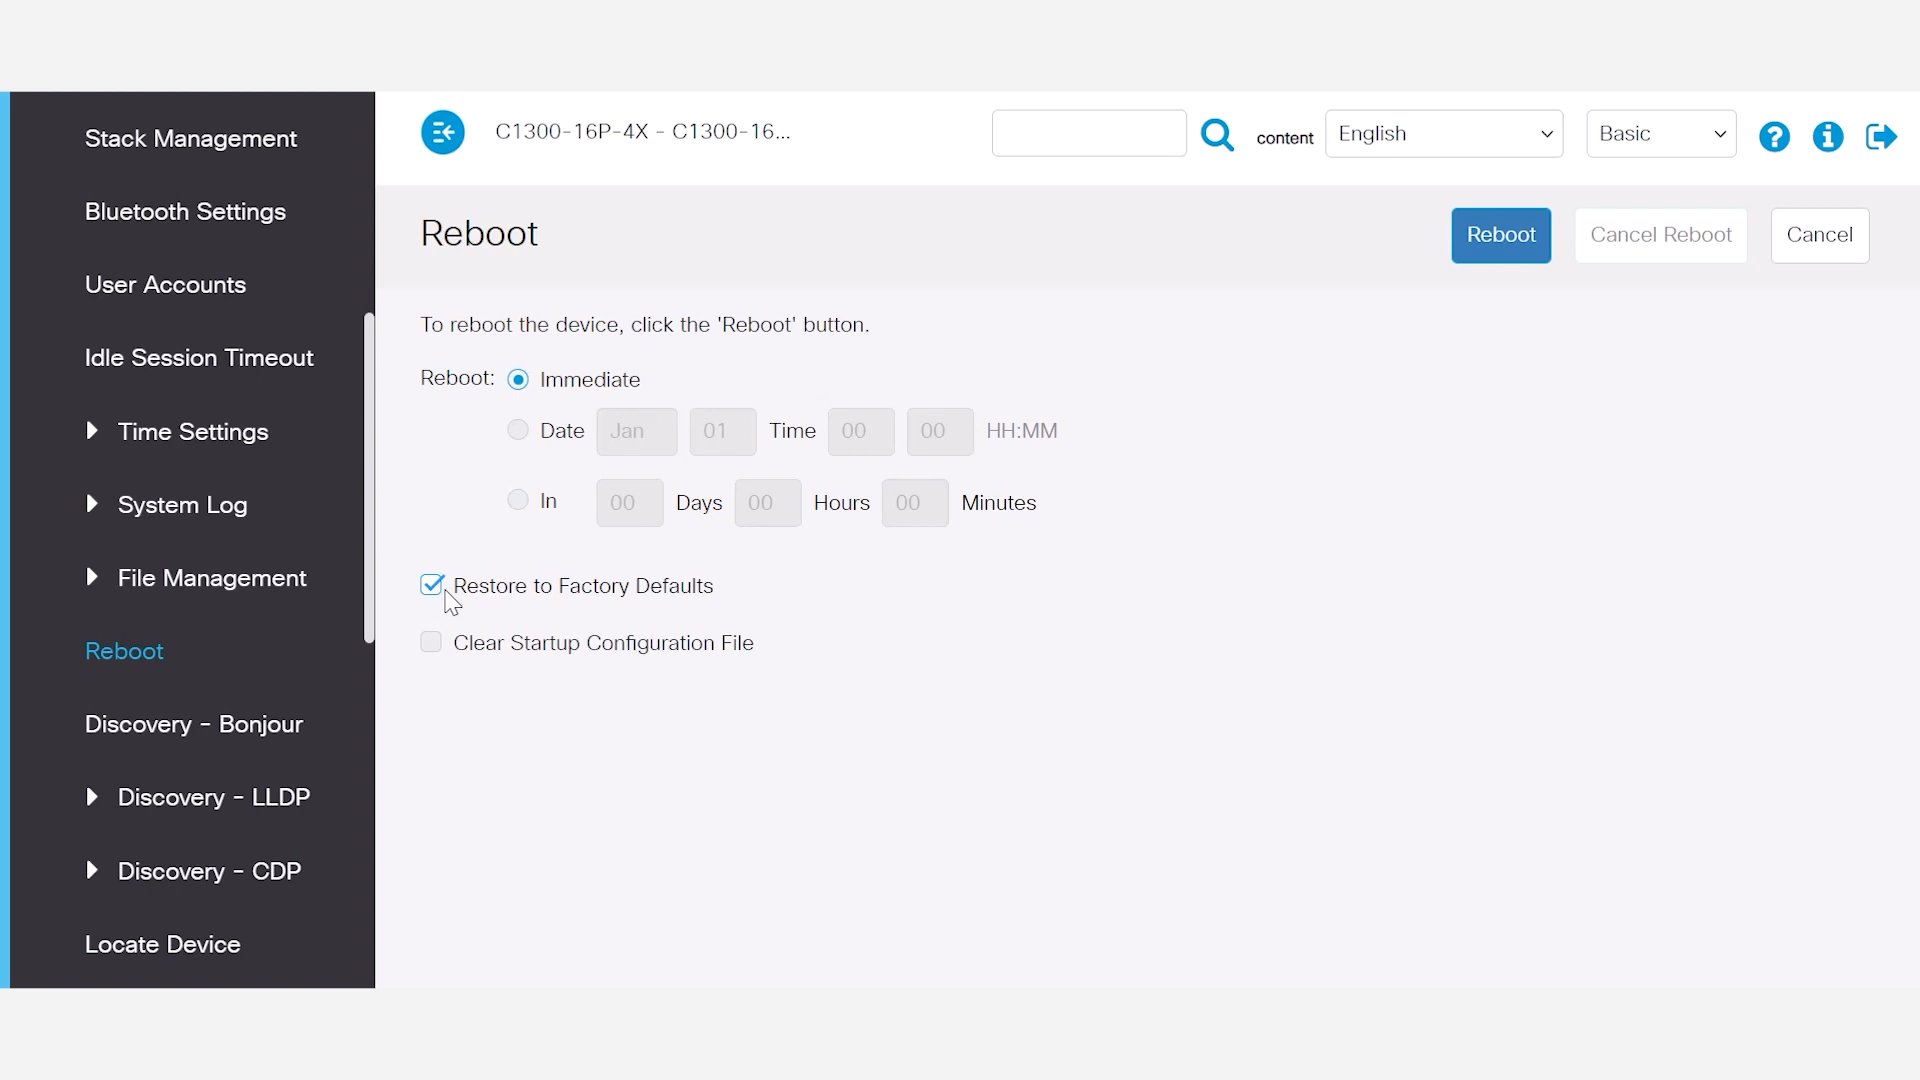 Stack Management
Bluetooth Settings
User Accounts
Idle Session Timeout
Time Settings
System Log
File Management
Reboot
Discovery - Bonjour
Discovery - LLDP
Discovery - CDP
Locate Device
C1300-16P-4X - C1300-16...
content English Basic
Reboot
Reboot Cancel Reboot Cancel
To reboot the device, click the 'Reboot' button.
Reboot: Immediate
Date Jan 01 Time 00 00 HH:MM
In 00 Days 00 Hours 00 Minutes
Restore to Factory Defaults
Clear Startup Configuration File